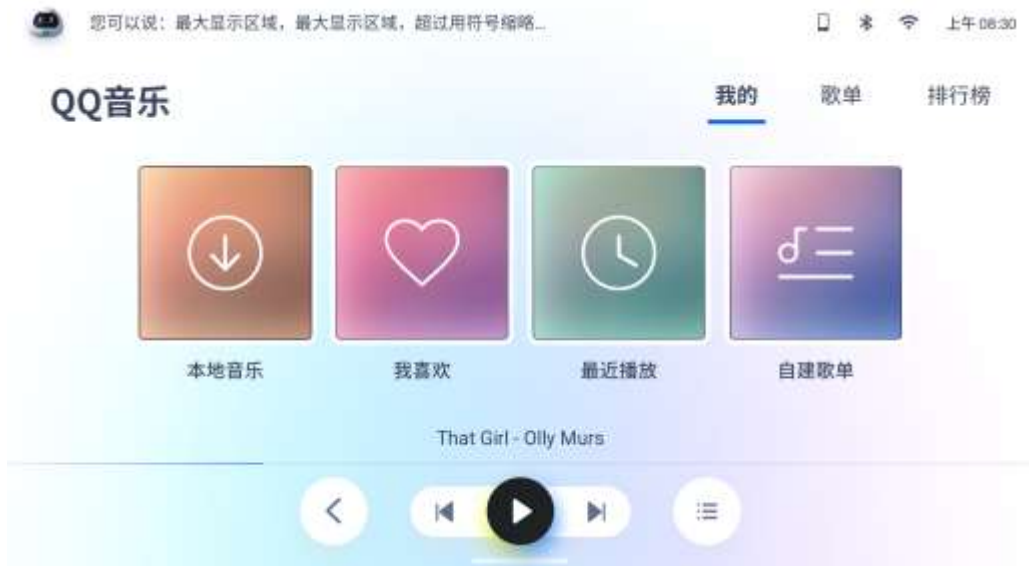 您可以说：最大显示区域，最大显示区域，超过用符号缩略... 上午 08:30
QQ音乐 我的 歌单 排行榜
本地音乐 我喜欢 最近播放 自建歌单
That Girl - Olly Murs